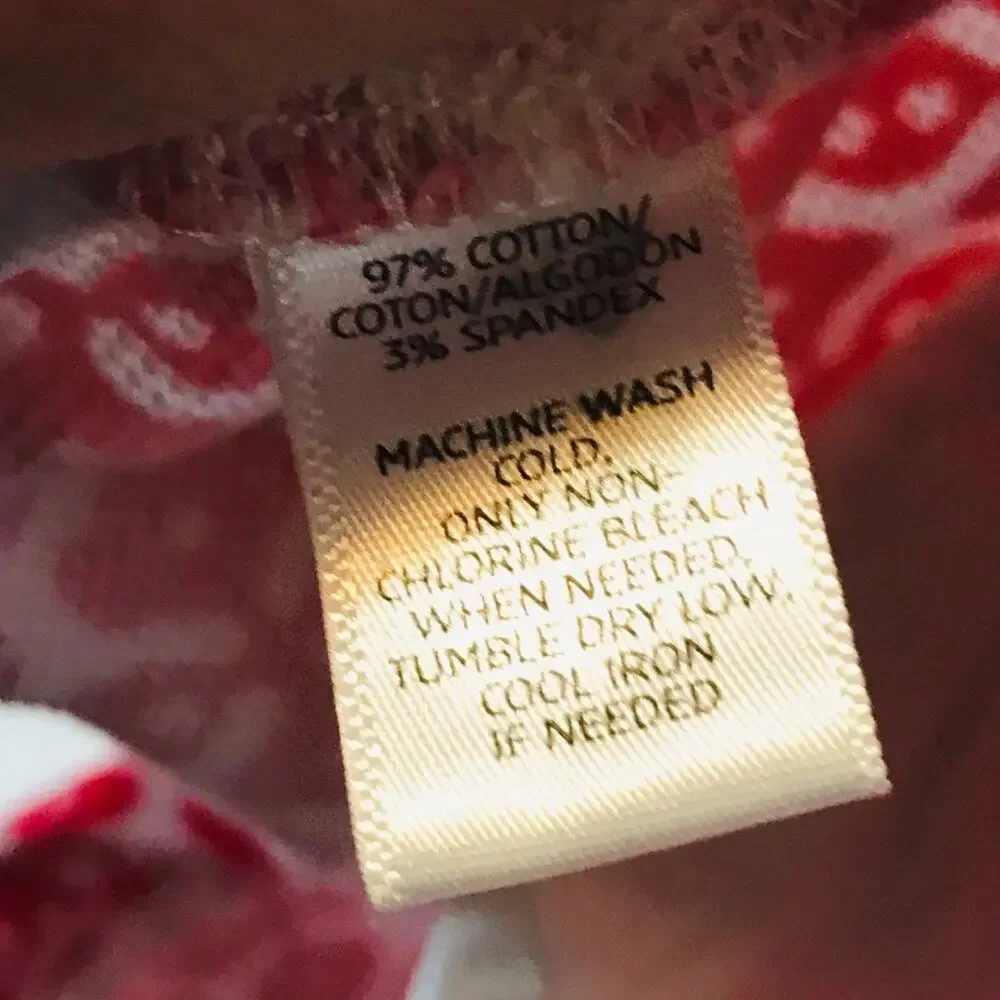 97% COTTON/
COTON/ALGODON
3% SPANDEX
MACHINE WASH
COLD.
ONLY NON-
CHLORINE BLEACH
WHEN NEEDED.
TUMBLE DRY LOW.
COOL IRON
IF NEEDED